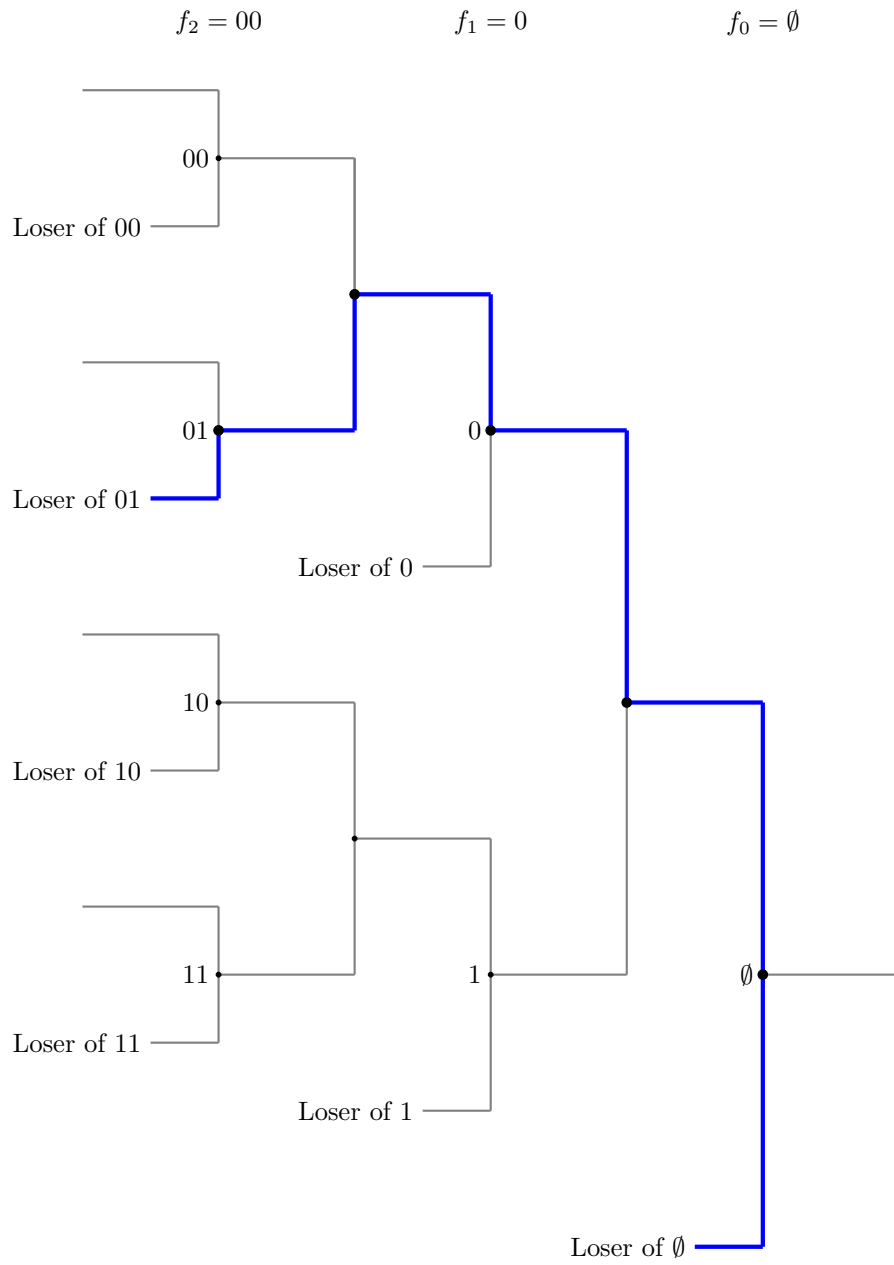 f₂ = 00 f₁ = 0 f₀ = ∅
00
Loser of 00
01
0
Loser of 01
Loser of 0
10
Loser of 10
11
1
∅
Loser of 11
Loser of 1
Loser of ∅